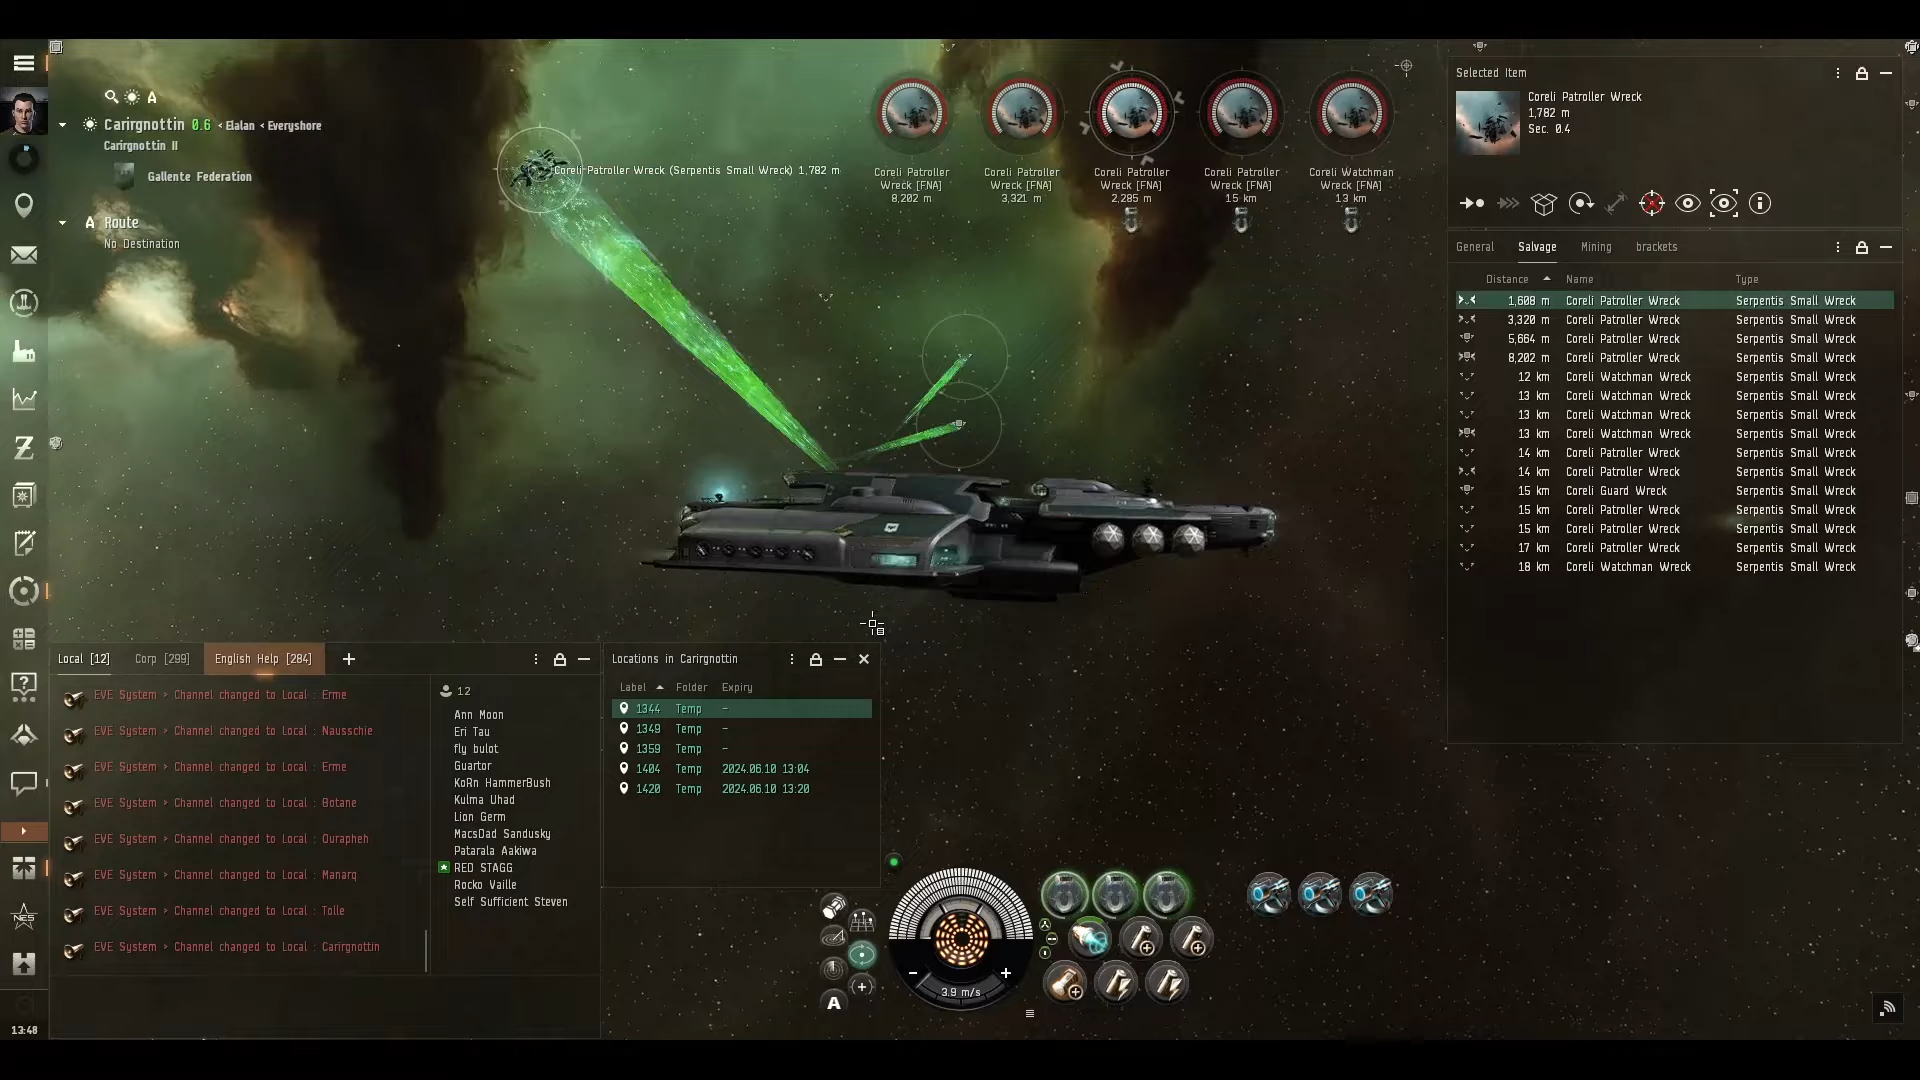 A
Carirgnottin 0.6 < Elalan < Everyshore
Carirgnottin II
Gallente Federation
A Route
No Destination
Coreli Patroller Wreck (Serpentis Small Wreck) 1,782 m
Coreli Patroller Wreck [FNA] 8,202 m
Coreli Patroller Wreck [FNA] 3,321 m
Coreli Patroller Wreck [FNA] 2,285 m
Coreli Patroller Wreck [FNA] 15 km
Coreli Watchman Wreck [FNA] 13 km
Selected Item
Coreli Patroller Wreck
1,782 m
Sec. 0.4
General Salvage Mining brackets
Distance Name Type
1,608 m Coreli Patroller Wreck Serpentis Small Wreck
3,320 m Coreli Patroller Wreck Serpentis Small Wreck
5,664 m Coreli Patroller Wreck Serpentis Small Wreck
8,202 m Coreli Patroller Wreck Serpentis Small Wreck
12 km Coreli Watchman Wreck Serpentis Small Wreck
13 km Coreli Watchman Wreck Serpentis Small Wreck
13 km Coreli Watchman Wreck Serpentis Small Wreck
13 km Coreli Watchman Wreck Serpentis Small Wreck
14 km Coreli Patroller Wreck Serpentis Small Wreck
14 km Coreli Patroller Wreck Serpentis Small Wreck
15 km Coreli Guard Wreck Serpentis Small Wreck
15 km Coreli Patroller Wreck Serpentis Small Wreck
15 km Coreli Patroller Wreck Serpentis Small Wreck
17 km Coreli Patroller Wreck Serpentis Small Wreck
18 km Coreli Watchman Wreck Serpentis Small Wreck
Local [12] Corp [299] English Help [284]
EVE System > Channel changed to Local : Erme
EVE System > Channel changed to Local : Nausschie
EVE System > Channel changed to Local : Erme
EVE System > Channel changed to Local : Botane
EVE System > Channel changed to Local : Ourapheh
EVE System > Channel changed to Local : Manarq
EVE System > Channel changed to Local : Tolle
EVE System > Channel changed to Local : Carirgnottin
12
Ann Moon
Eri Tau
fly bulot
Guartor
KoRn HammerBush
Kulma Uhad
Lion Germ
MacsDad Sandusky
Patarala Aakiwa
RED STAGG
Rocko Vaille
Self Sufficient Steven
Locations in Carirgnottin
Label Folder Expiry
1344 Temp -
1349 Temp -
1359 Temp -
1404 Temp 2024.06.10 13:04
1420 Temp 2024.06.10 13:20
3.9 m/s
A
NES
13:48